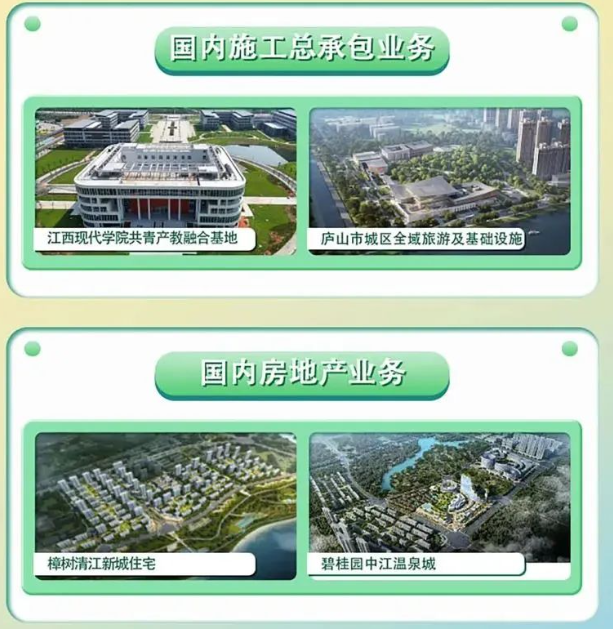 国内施工总承包业务
江西现代学院共青产教融合基地
庐山市城区全域旅游及基础设施
国内房地产业务
樟树清江新城住宅
碧桂园中江温泉城